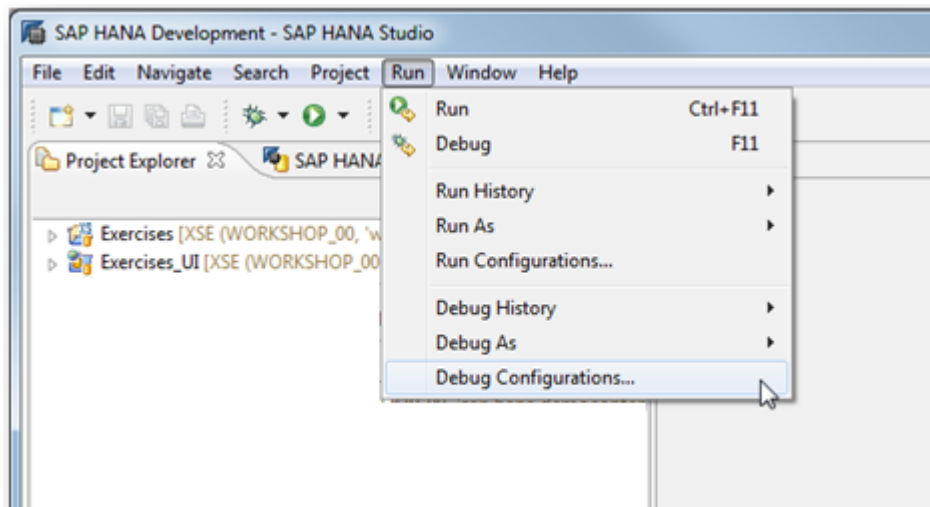 SAP HANA Development - SAP HANA Studio
File Edit Navigate Search Project Run Window Help
Run Ctrl+F11
Debug F11
Project Explorer SAP HANA
Run History
Run As
Exercises [XSE (WORKSHOP_00, 'w
Exercises_UI [XSE (WORKSHOP_00
Run Configurations...
Debug History
Debug As
Debug Configurations...